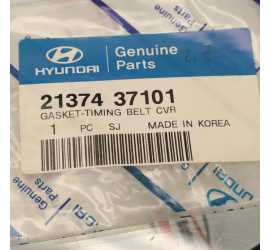 HYUNDAI
Genuine
Parts
21374 37101
GASKET-TIMING BELT CVR
1 PC SJ MADE IN KOREA